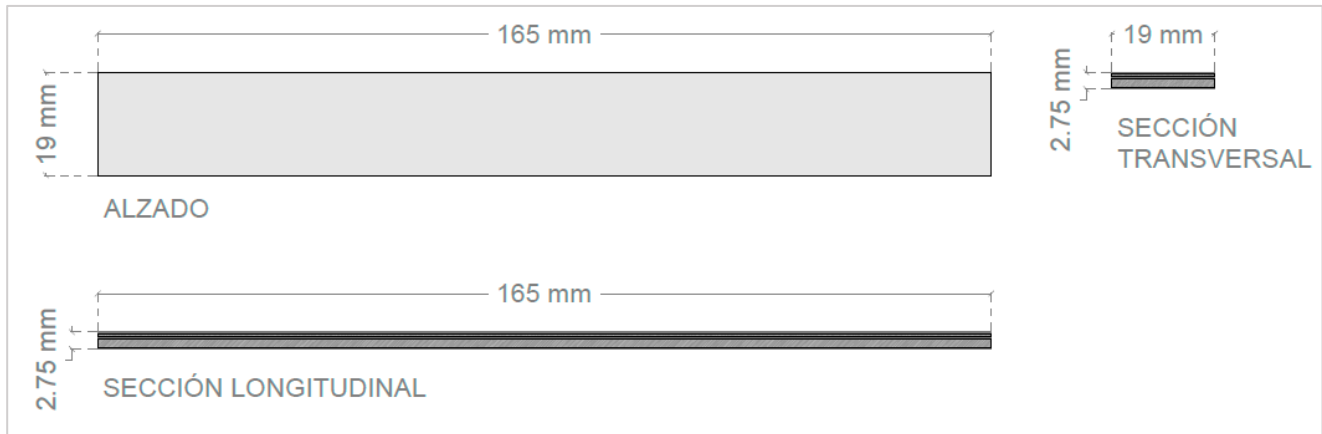 165 mm
19 mm
ALZADO
19 mm
2.75 mm
SECCIÓN
TRANSVERSAL
165 mm
2.75 mm
SECCIÓN LONGITUDINAL